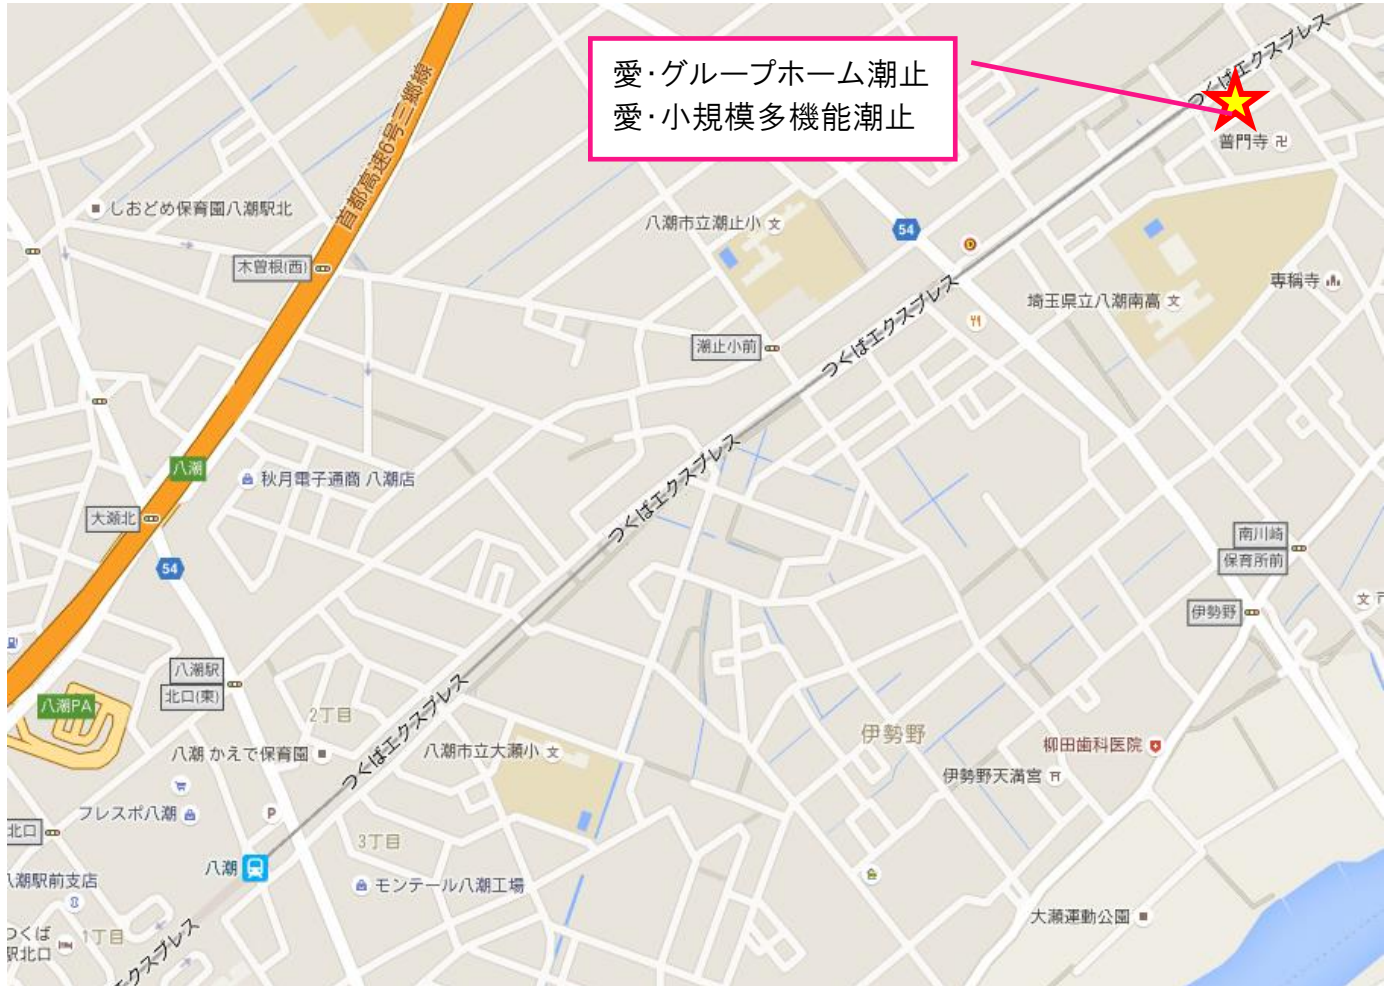 愛・グループホーム潮止
愛・小規模多機能潮止
つくばエクスプレス
普門寺
首都高速6号三郷線
しおどめ保育園八潮駅北
八潮市立潮止小
文
54
木曽根(西)
専稱寺
埼玉県立八潮南高
文
つくばエクスプレス
潮止小前
八潮
秋月電子通商 八潮店
つくばエクスプレス
大瀬北
南川崎
保育所前
54
伊勢野
文
八潮駅
北口(東)
八潮PA
2丁目
つくばエクスプレス
伊勢野
八潮 かえで保育園
八潮市立大瀬小
文
柳田歯科医院
伊勢野天満宮
フレスポ八潮
P
北口
3丁目
八潮
八潮駅前支店
モンテール八潮工場
大瀬運動公園
つくば
駅北口
1丁目
エクスプレス